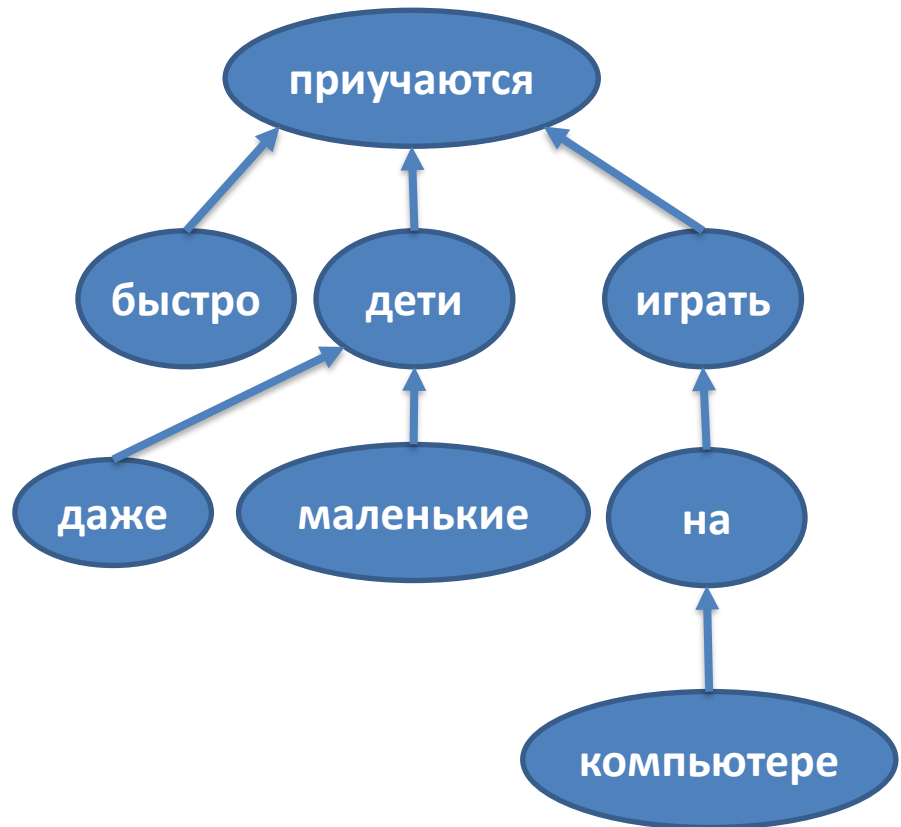 приучаются
быстро
дети
играть
даже
маленькие
на
компьютере